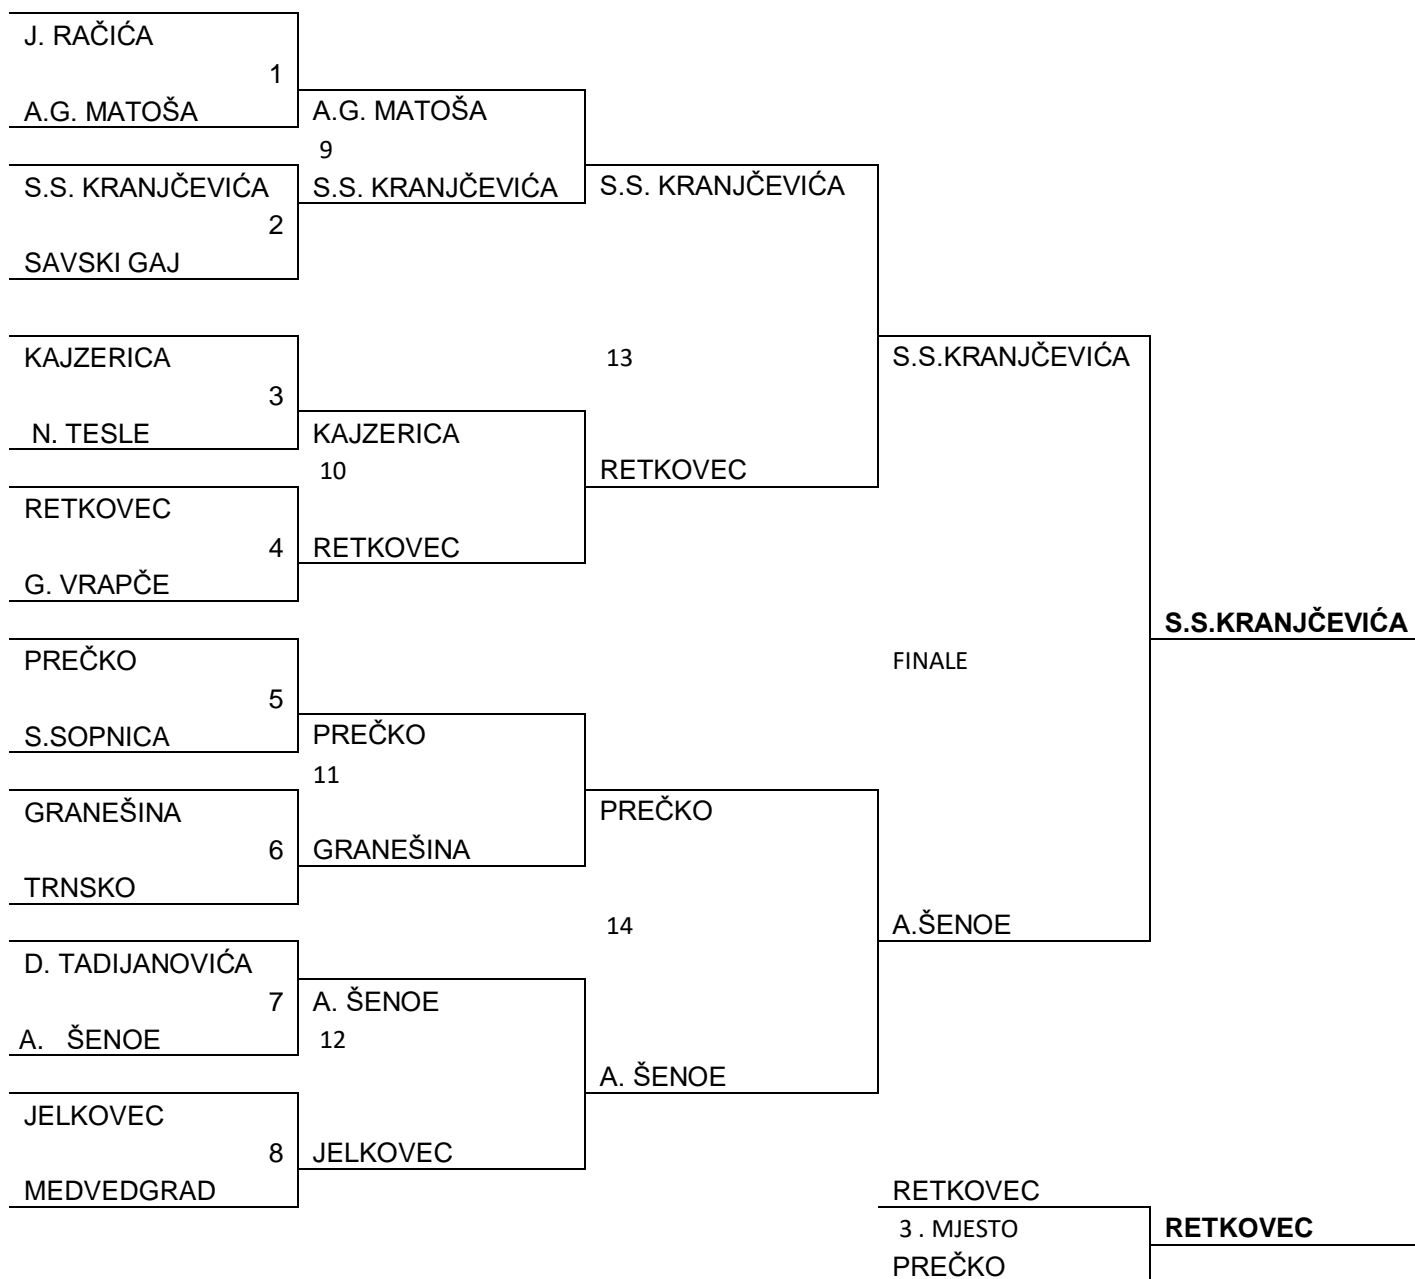 J. RAČIĆA
1
A.G. MATOŠA
A.G. MATOŠA
9
S.S. KRANJČEVIĆA
S.S. KRANJČEVIĆA
S.S. KRANJČEVIĆA
2
SAVSKI GAJ
KAJZERICA
13
S.S.KRANJČEVIĆA
3
N. TESLE
KAJZERICA
10
RETKOVEC
RETKOVEC
4
RETKOVEC
G. VRAPČE
S.S.KRANJČEVIĆA
PREČKO
FINALE
5
S.SOPNICA
PREČKO
11
GRANEŠINA
PREČKO
6
GRANEŠINA
TRNSKO
14
A.ŠENOE
D. TADIJANOVIĆA
7
A. ŠENOE
A. ŠENOE
12
A. ŠENOE
JELKOVEC
8
JELKOVEC
MEDVEDGRAD
RETKOVEC
3 . MJESTO
RETKOVEC
PREČKO